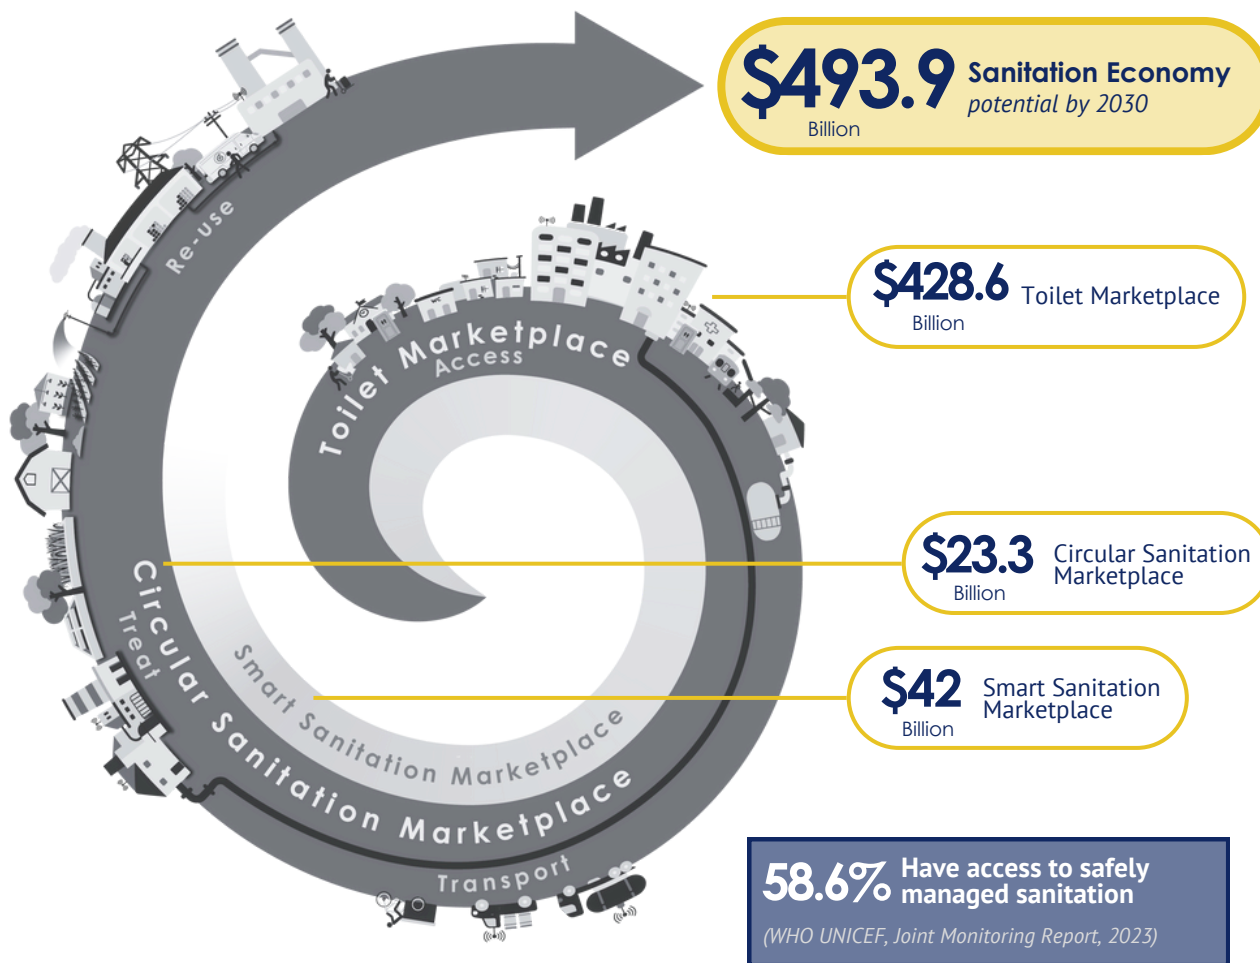 $493.9
Billion
Sanitation Economy
potential by 2030
Re-use
$428.6
Billion
Toilet Marketplace
WC
Toilet Marketplace
Access
$23.3
Billion
Circular Sanitation
Marketplace
Circular Sanitation Marketplace
Treat
$42
Billion
Smart Sanitation
Marketplace
Smart Sanitation Marketplace
Transport
58.6%
Have access to safely
managed sanitation
(WHO UNICEF, Joint Monitoring Report, 2023)